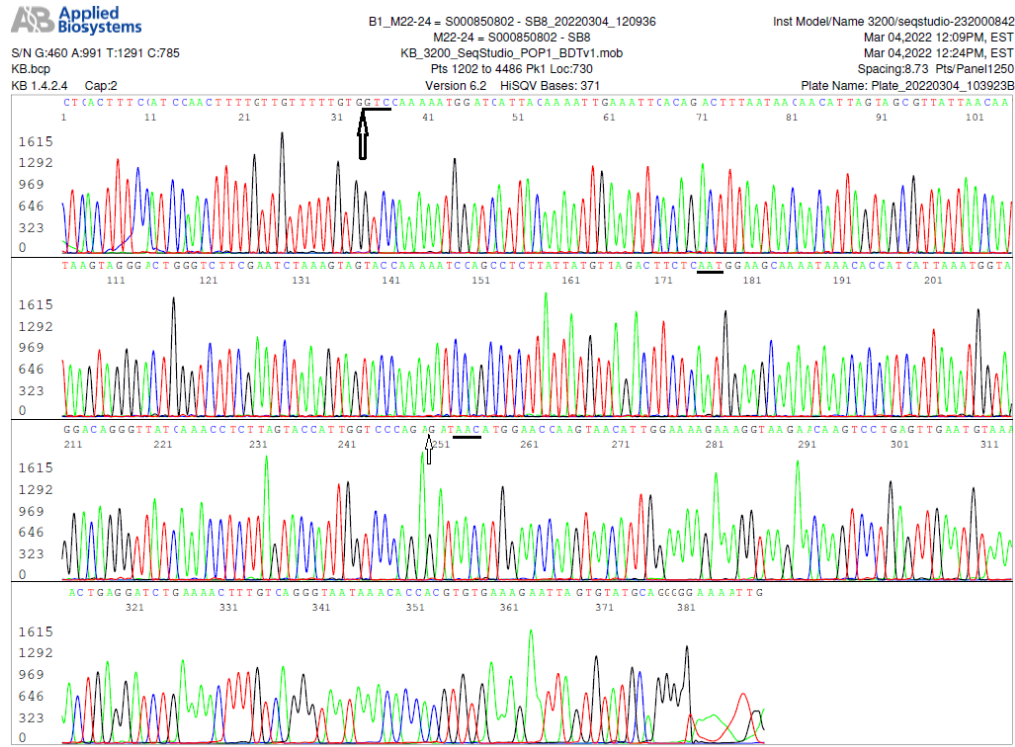 AB Applied Biosystems
B1_M22-24 = S000850802 - SB8_20220304_120936
Inst Model/Name 3200/seqstudio-232000842
M22-24 = S000850802 - SB8
Mar 04,2022 12:09PM, EST
S/N G:460 A:991 T:1291 C:785
KB_3200_SeqStudio_POP1_BDTv1.mob
Mar 04,2022 12:24PM, EST
KB.bcp
Pts 1202 to 4486 Pk1 Loc:730
Spacing:8.73 Pts/Panel1250
KB 1.4.2.4 Cap:2
Version 6.2 HiSQV Bases: 371
Plate Name: Plate_20220304_103923B
CTCACTTTCCATCCAACTTTTGTTGTTTTTGTGGTCCAAAAATGGATCATTACAAAATTGAAATTCACAGACTTTAATAACAACATTAGTAGCGTTATTAACAA
1 11 21 31 41 51 61 71 81 91 101
1615
1292
969
646
323
0
TAAGTAGGGACTGGGTCTTCGAATCTAAAGTAGTACCAAAAATCCAGCCTCTTATTATGTTAGACTTCTCAATGGAAGCAAAATAAACACCATCATTAAATGGTA
111 121 131 141 151 161 171 181 191 201
1615
1292
969
646
323
0
GGACAGGGTTATCAAACCTCTTAGTACCATTGGTCCCAGAGATAACATGGAACCAAGTAACATTGGAAAAGAAAGGTAAGAACAAGTCCTGAGTTGAATGTAAA
211 221 231 241 251 261 271 281 291 301 311
1615
1292
969
646
323
0
ACTGAGGATCTGAAAACTTTGTCAGGGTAATAAACACCACGTGTGAAAGAATTAGTGTATGCAGGGGGAAAATTG
321 331 341 351 361 371 381
1615
1292
969
646
323
0